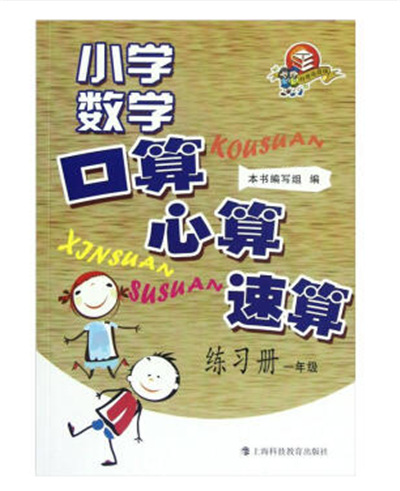 小学
数学
口算
KOUSUAN
本书编写组 编
心算
XINSUAN
SUSUAN
速算
练习册 一年级
上海科技教育出版社